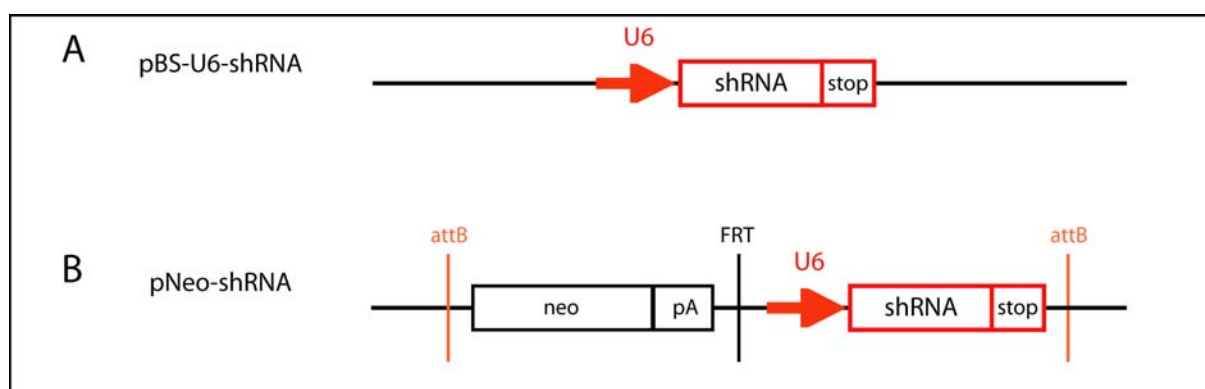 A
pBS-U6-shRNA
U6
shRNA
stop
B
pNeo-shRNA
attB
FRT
U6
attB
neo
pA
shRNA
stop